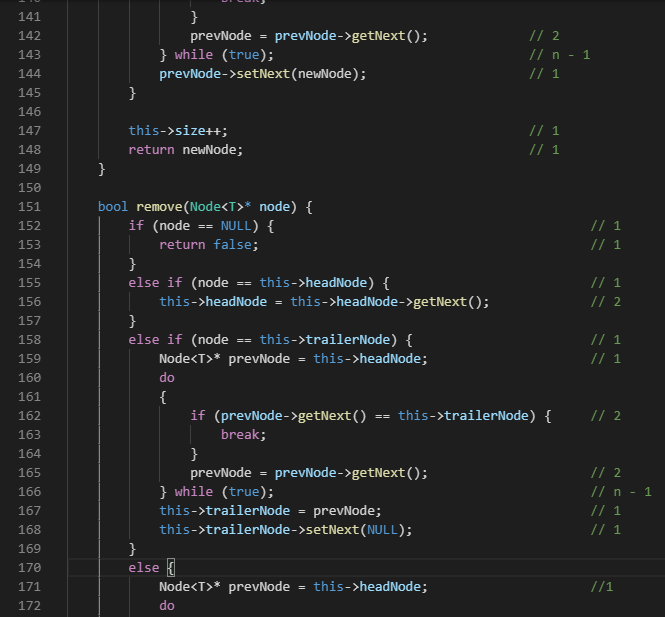 140 break;
141 }
142 prevNode = prevNode->getNext(); // 2
143 } while (true); // n - 1
144 prevNode->setNext(newNode); // 1
145 }
146
147 this->size++; // 1
148 return newNode; // 1
149 }
150
151 bool remove(Node<T>* node) {
152 if (node == NULL) { // 1
153 return false; // 1
154 }
155 else if (node == this->headNode) { // 1
156 this->headNode = this->headNode->getNext(); // 2
157 }
158 else if (node == this->trailerNode) { // 1
159 Node<T>* prevNode = this->headNode; // 1
160 do
161 {
162 if (prevNode->getNext() == this->trailerNode) { // 2
163 break;
164 }
165 prevNode = prevNode->getNext(); // 2
166 } while (true); // n - 1
167 this->trailerNode = prevNode; // 1
168 this->trailerNode->setNext(NULL); // 1
169 }
170 else {
171 Node<T>* prevNode = this->headNode; //1
172 do